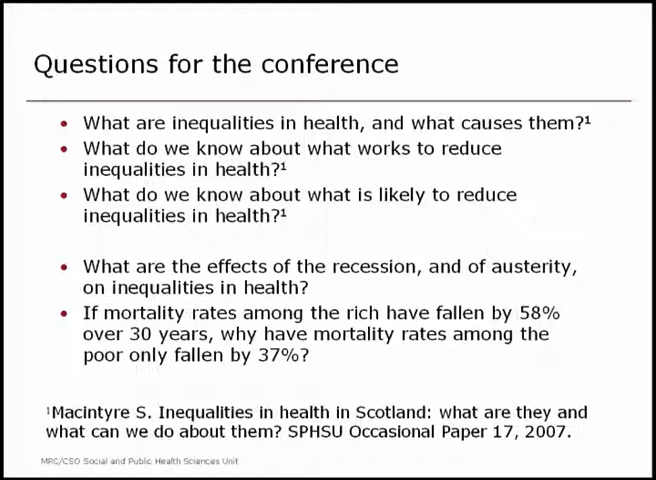 Questions for the conference
• What are inequalities in health, and what causes them?¹
• What do we know about what works to reduce
inequalities in health?¹
• What do we know about what is likely to reduce
inequalities in health?¹
• What are the effects of the recession, and of austerity,
on inequalities in health?
• If mortality rates among the rich have fallen by 58%
over 30 years, why have mortality rates among the
poor only fallen by 37%?
¹Macintyre S. Inequalities in health in Scotland: what are they and
what can we do about them? SPHSU Occasional Paper 17, 2007.
MRC/CSO Social and Public Health Sciences Unit